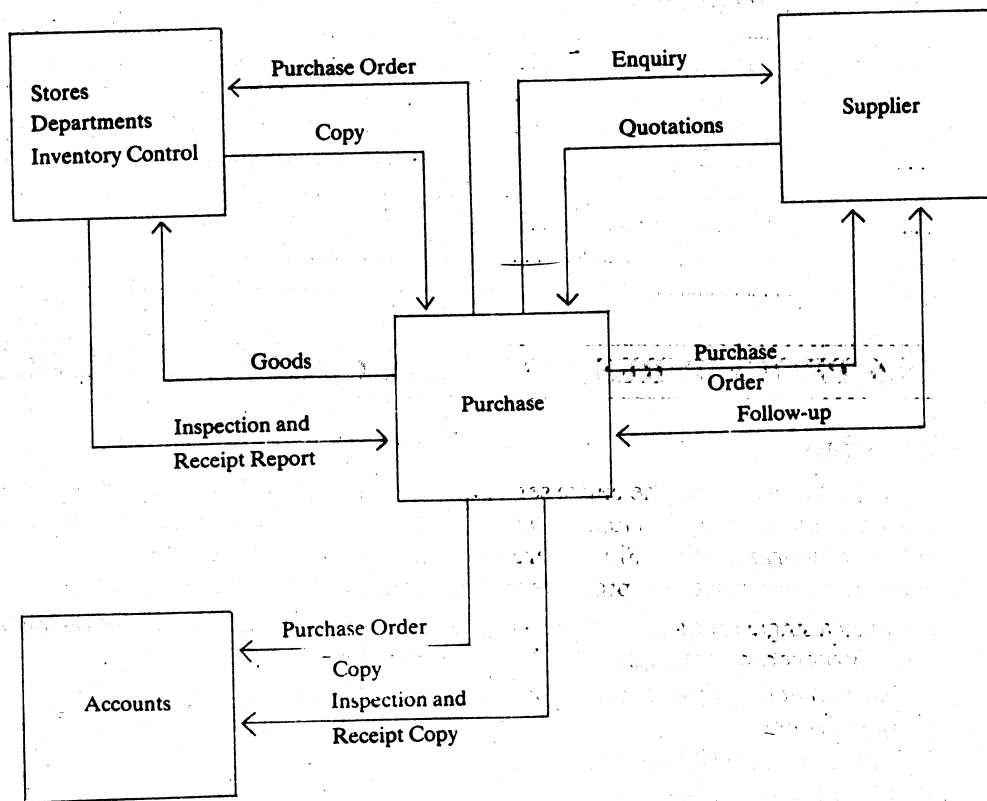 Stores
Departments
Inventory Control
Purchase Order
Copy
Enquiry
Quotations
Supplier
Goods
Inspection and
Receipt Report
Purchase
Purchase
Order
Follow-up
Accounts
Purchase Order
Copy
Inspection and
Receipt Copy